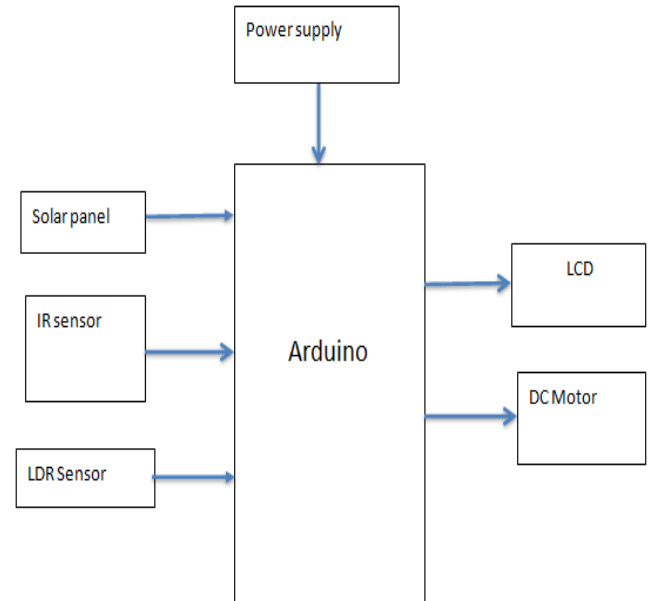 Power supply
Solar panel
IR sensor
LDR Sensor
Arduino
LCD
DC Motor